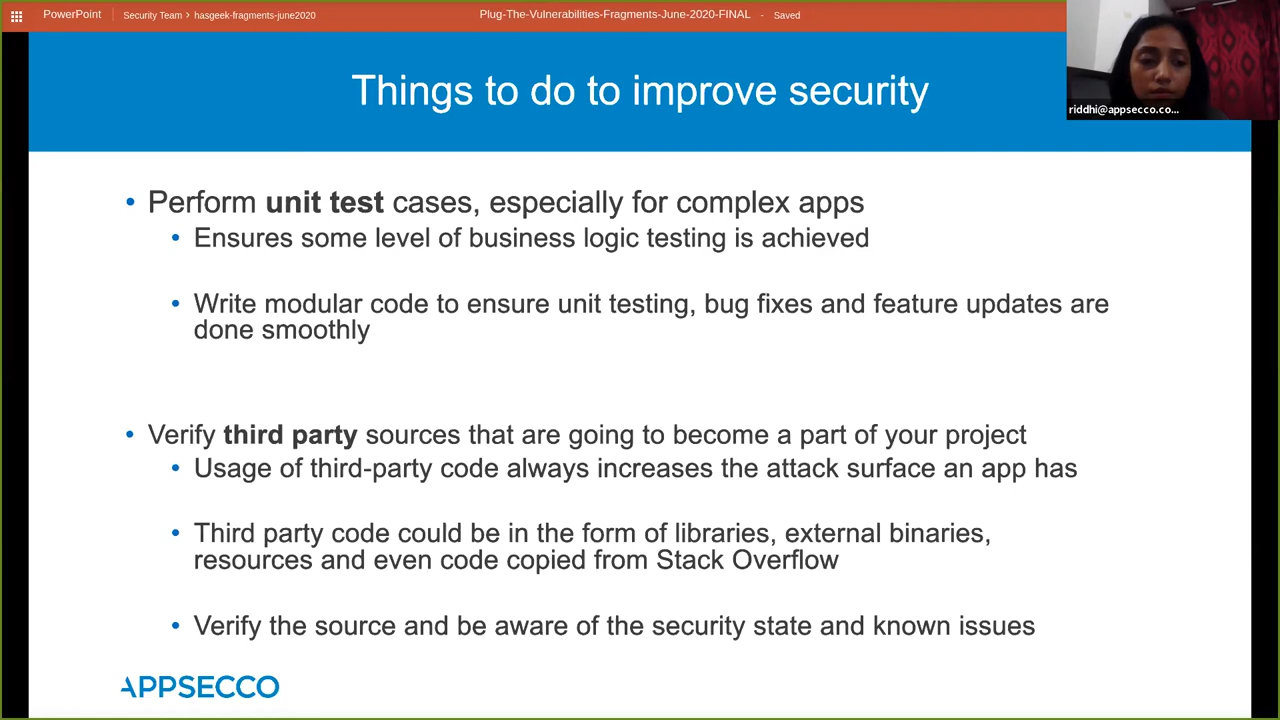 PowerPoint
Security Team > hasgeek-fragments-june2020
Plug-The-Vulnerabilities-Fragments-June-2020-FINAL - Saved
riddhi@appsecco.co...
Things to do to improve security
• Perform unit test cases, especially for complex apps
• Ensures some level of business logic testing is achieved
• Write modular code to ensure unit testing, bug fixes and feature updates are
done smoothly
• Verify third party sources that are going to become a part of your project
• Usage of third-party code always increases the attack surface an app has
• Third party code could be in the form of libraries, external binaries,
resources and even code copied from Stack Overflow
• Verify the source and be aware of the security state and known issues
APPSECCO